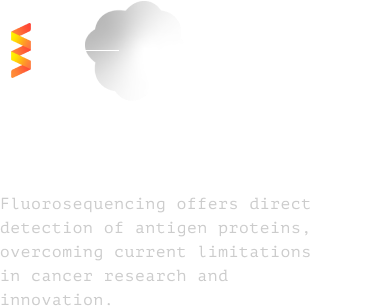 Fluorosequencing offers direct
detection of antigen proteins,
overcoming current limitations
in cancer research and
innovation.